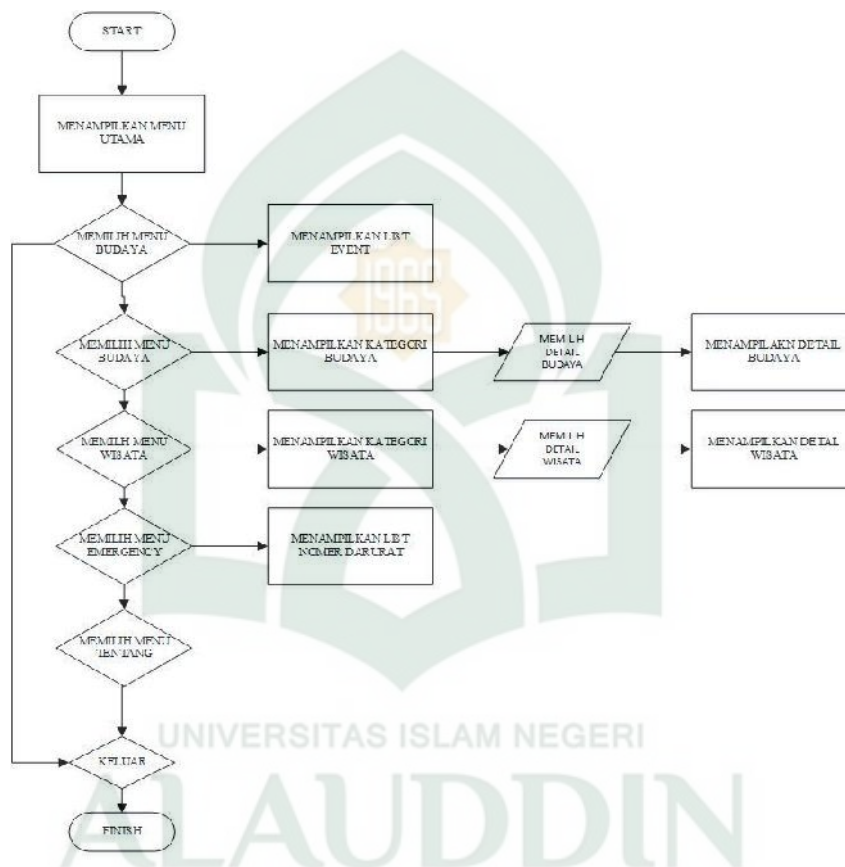 START
MENAMPILKAN MENU
UTAMA
MEMILIH MENU
BUDAYA
MENAMPILKAN LIST
EVENT
1965
MEMILIH MENU
BUDAYA
MENAMPILKAN KATEGORI
BUDAYA
MEMILIH
DETAIL
BUDAYA
MENAMPILAKN DETAIL
BUDAYA
MEMILIH MENU
WISATA
MENAMPILKAN KATEGORI
WISATA
MEMILIH
DETAIL
WISATA
MENAMPILKAN DETAIL
WISATA
MEMILIH MENU
EMERGENCY
MENAMPILKAN LIST
NOMER DARURAT
MEMILIH MENU
TENTANG
UNIVERSITAS ISLAM NEGERI
KELUAR
ALAUDDIN
FINISH